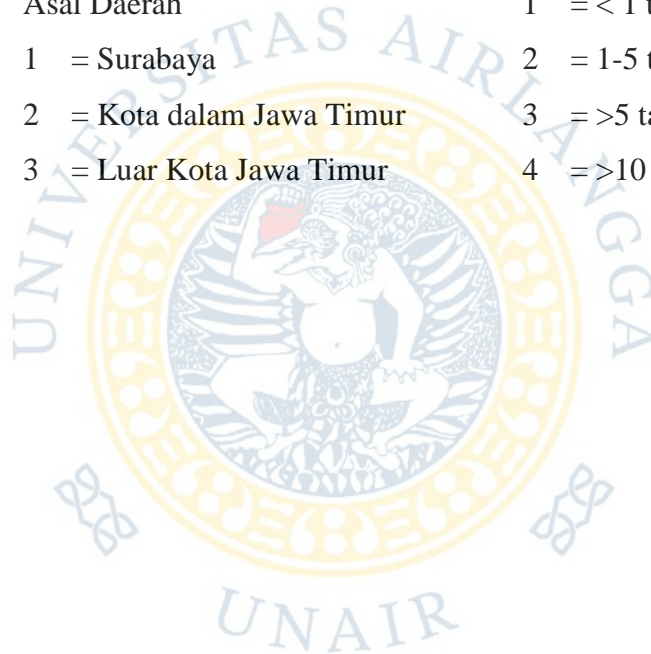 Asal Daerah
1 = Surabaya
2 = Kota dalam Jawa Timur
3 = Luar Kota Jawa Timur
1 = < 1 t
2 = 1-5 t
3 = >5 ta
4 = >10
UNIVERSITAS AIRLANGGA
UNAIR